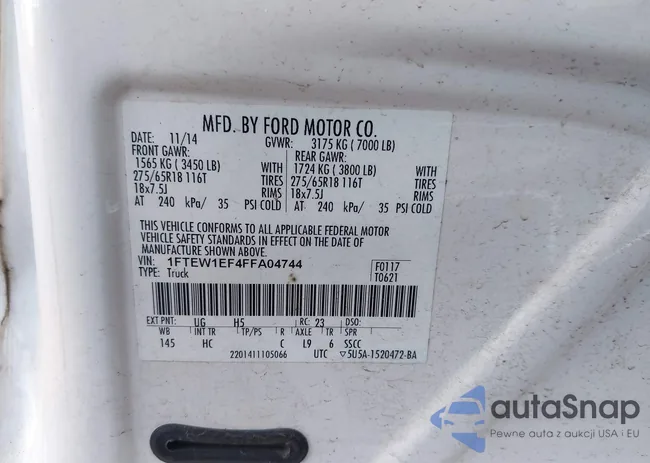 MFD. BY FORD MOTOR CO.
DATE: 11/14 GVWR: 3175 KG ( 7000 LB)
FRONT GAWR: REAR GAWR:
1565 KG ( 3450 LB) WITH 1724 KG ( 3800 LB) WITH
275/65R18 116T TIRES 275/65R18 116T TIRES
18x7.5J RIMS 18x7.5J RIMS
AT 240 kPa/ 35 PSI COLD AT 240 kPa/ 35 PSI COLD
THIS VEHICLE CONFORMS TO ALL APPLICABLE FEDERAL MOTOR
VEHICLE SAFETY STANDARDS IN EFFECT ON THE DATE OF
MANUFACTURE SHOWN ABOVE.
VIN: 1FTEW1EF4FFA04744 F0117
TYPE: Truck T0621
EXT PNT: UG H5 RC: 23 DSO:
WB INT TR TP/PS R AXLE TR SPR
145 HC C L9 6 SSCC
2201411105066 UTC ▽5U5A-1520472-BA
autaSnap
Pewne auta z aukcji USA i EU